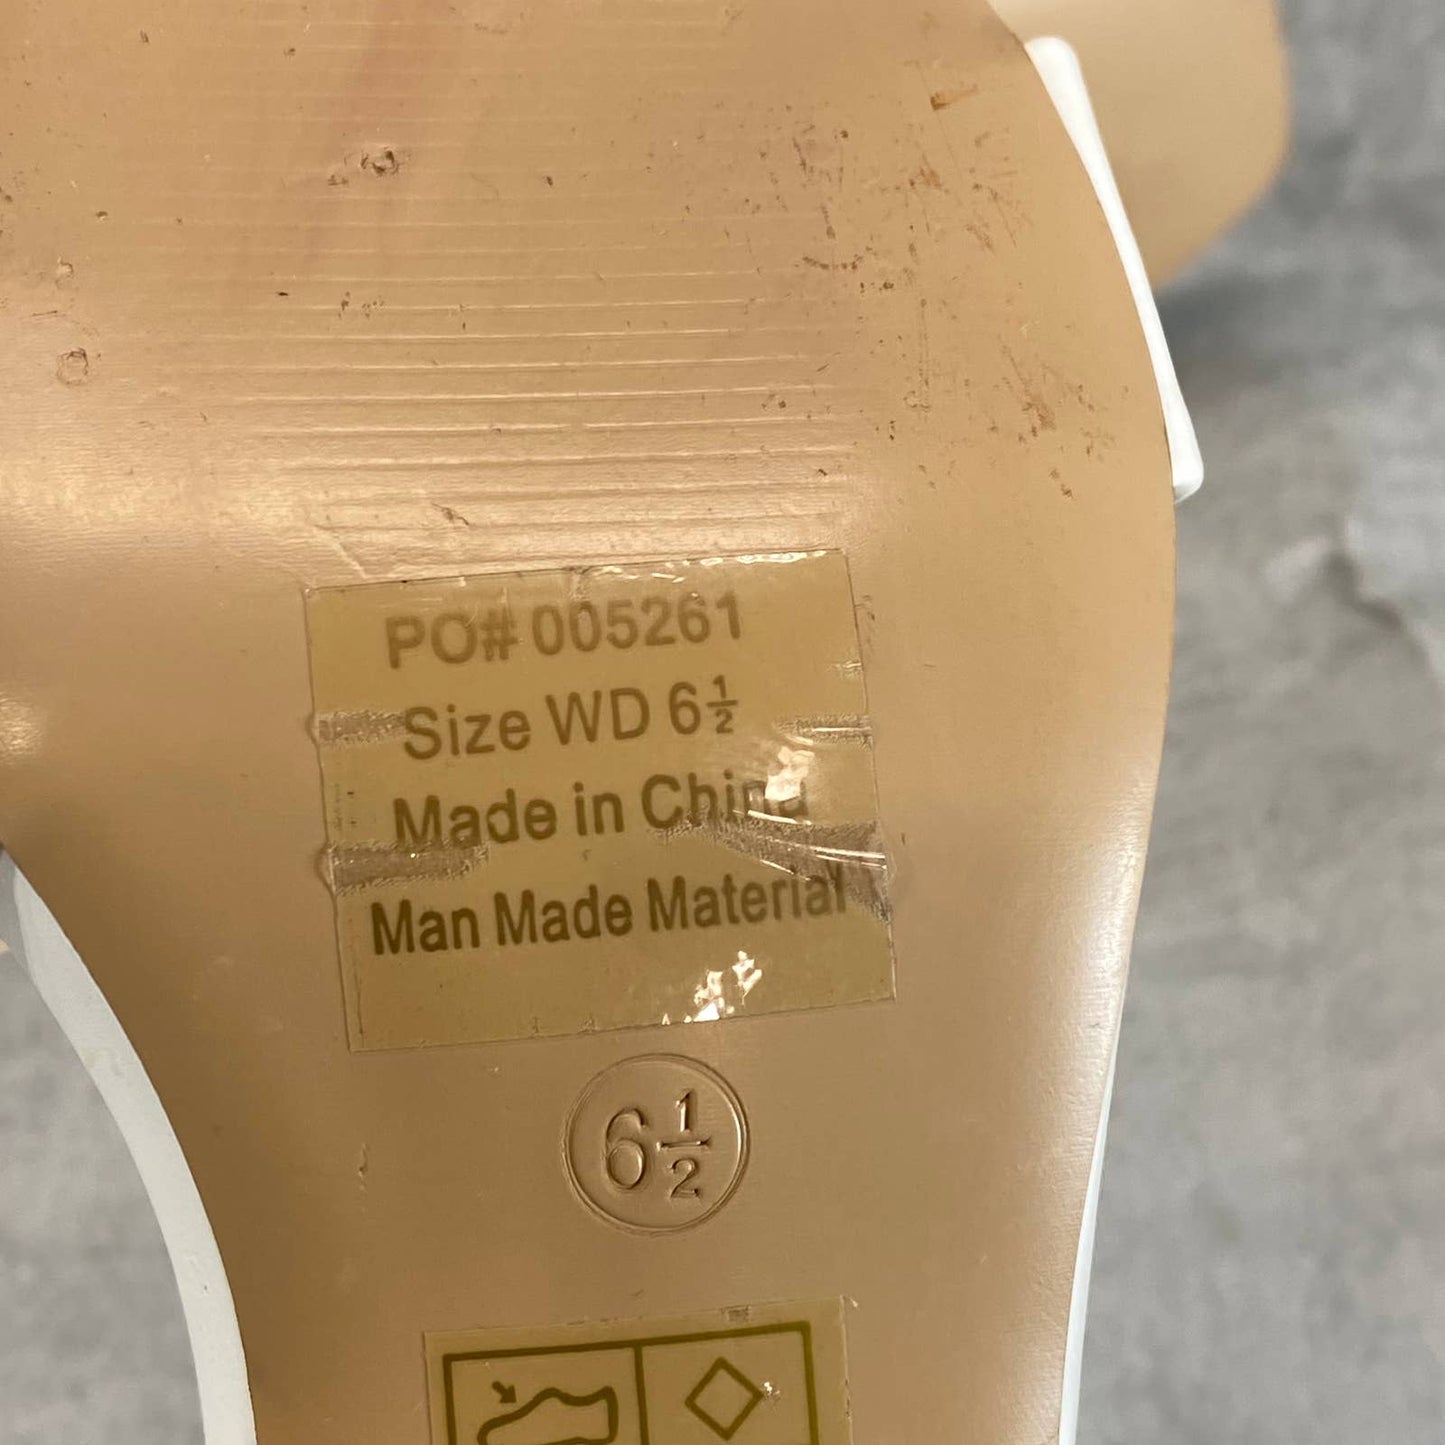 PO# 005261
Size WD 6½
Made in China
Man Made Material
6½